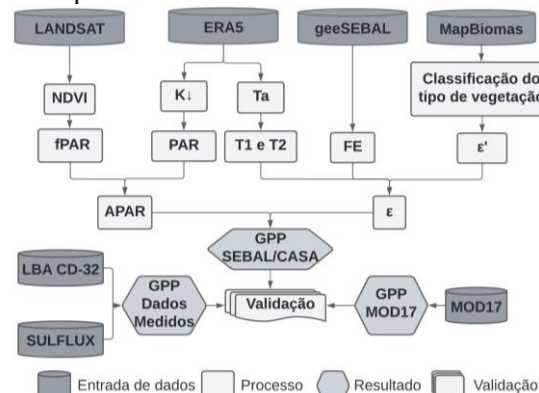 LANDSAT
ERA5
geeSEBAL
MapBiomas
NDVI
K↓
Ta
Classificação do
tipo de vegetação
fPAR
PAR
T1 e T2
FE
ε'
APAR
ε
GPP
SEBAL/CASA
LBA CD-32
SULFLUX
GPP
Dados
Medidos
Validação
GPP
MOD17
MOD17
Entrada de dados
Processo
Resultado
Validação